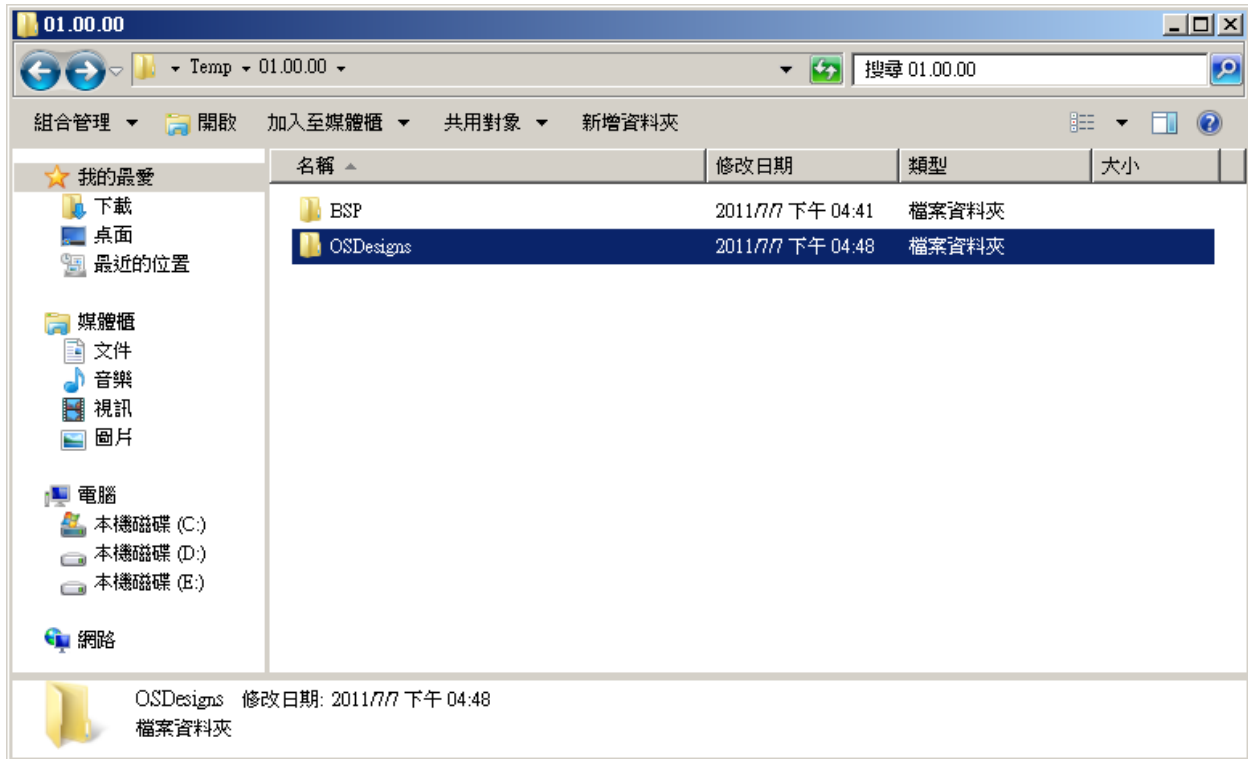 01.00.00
Temp 01.00.00 搜尋 01.00.00
組合管理 開啟 加入至媒體櫃 共用對象 新增資料夾
我的最愛
下載
桌面
最近的位置
媒體櫃
文件
音樂
視訊
圖片
電腦
本機磁碟 (C:)
本機磁碟 (D:)
本機磁碟 (E:)
網路
名稱 修改日期 類型 大小
BSP 2011/7/7 下午 04:41 檔案資料夾
OSDesigns 2011/7/7 下午 04:48 檔案資料夾
OSDesigns 修改日期: 2011/7/7 下午 04:48
檔案資料夾